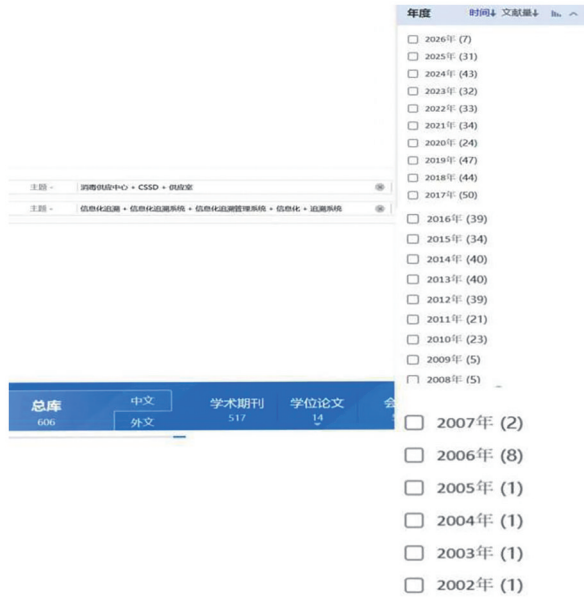 年度 时间↓ 文献量↓
2026年 (7)
2025年 (31)
2024年 (43)
2023年 (32)
2022年 (33)
2021年 (34)
2020年 (24)
2019年 (47)
2018年 (44)
2017年 (50)
主题 消毒供应中心 + CSSD + 供应室
主题 信息化追溯 + 信息化追溯系统 + 信息化追溯管理系统 + 信息化 + 追溯系统
2016年 (39)
2015年 (34)
2014年 (40)
2013年 (40)
2012年 (39)
2011年 (21)
2010年 (23)
2009年 (5)
2008年 (5)
总库 中文 学术期刊 学位论文 会
606 外文 517 14
2007年 (2)
2006年 (8)
2005年 (1)
2004年 (1)
2003年 (1)
2002年 (1)